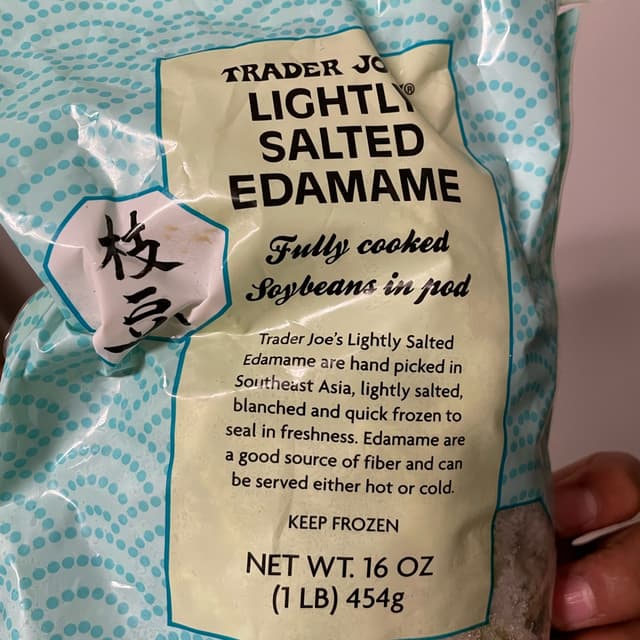 TRADER JO
LIGHTLY®
SALTED
EDAMAME
枝
豆
Fully cooked
Soybeans in pod
Trader Joe's Lightly Salted
Edamame are hand picked in
Southeast Asia, lightly salted,
blanched and quick frozen to
seal in freshness. Edamame are
a good source of fiber and can
be served either hot or cold.
KEEP FROZEN
NET WT. 16 OZ
(1 LB) 454g